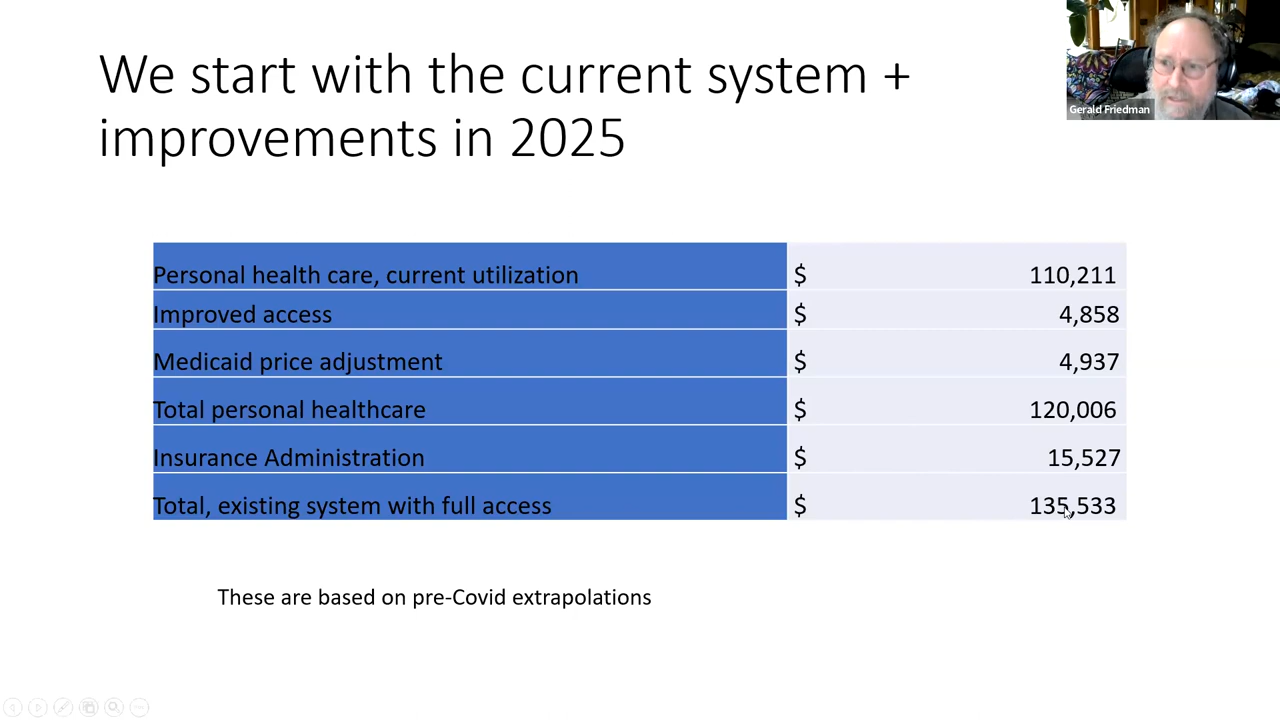 We start with the current system +
improvements in 2025
Gerald Friedman
Personal health care, current utilization $ 110,211
Improved access $ 4,858
Medicaid price adjustment $ 4,937
Total personal healthcare $ 120,006
Insurance Administration $ 15,527
Total, existing system with full access $ 135,533
These are based on pre-Covid extrapolations